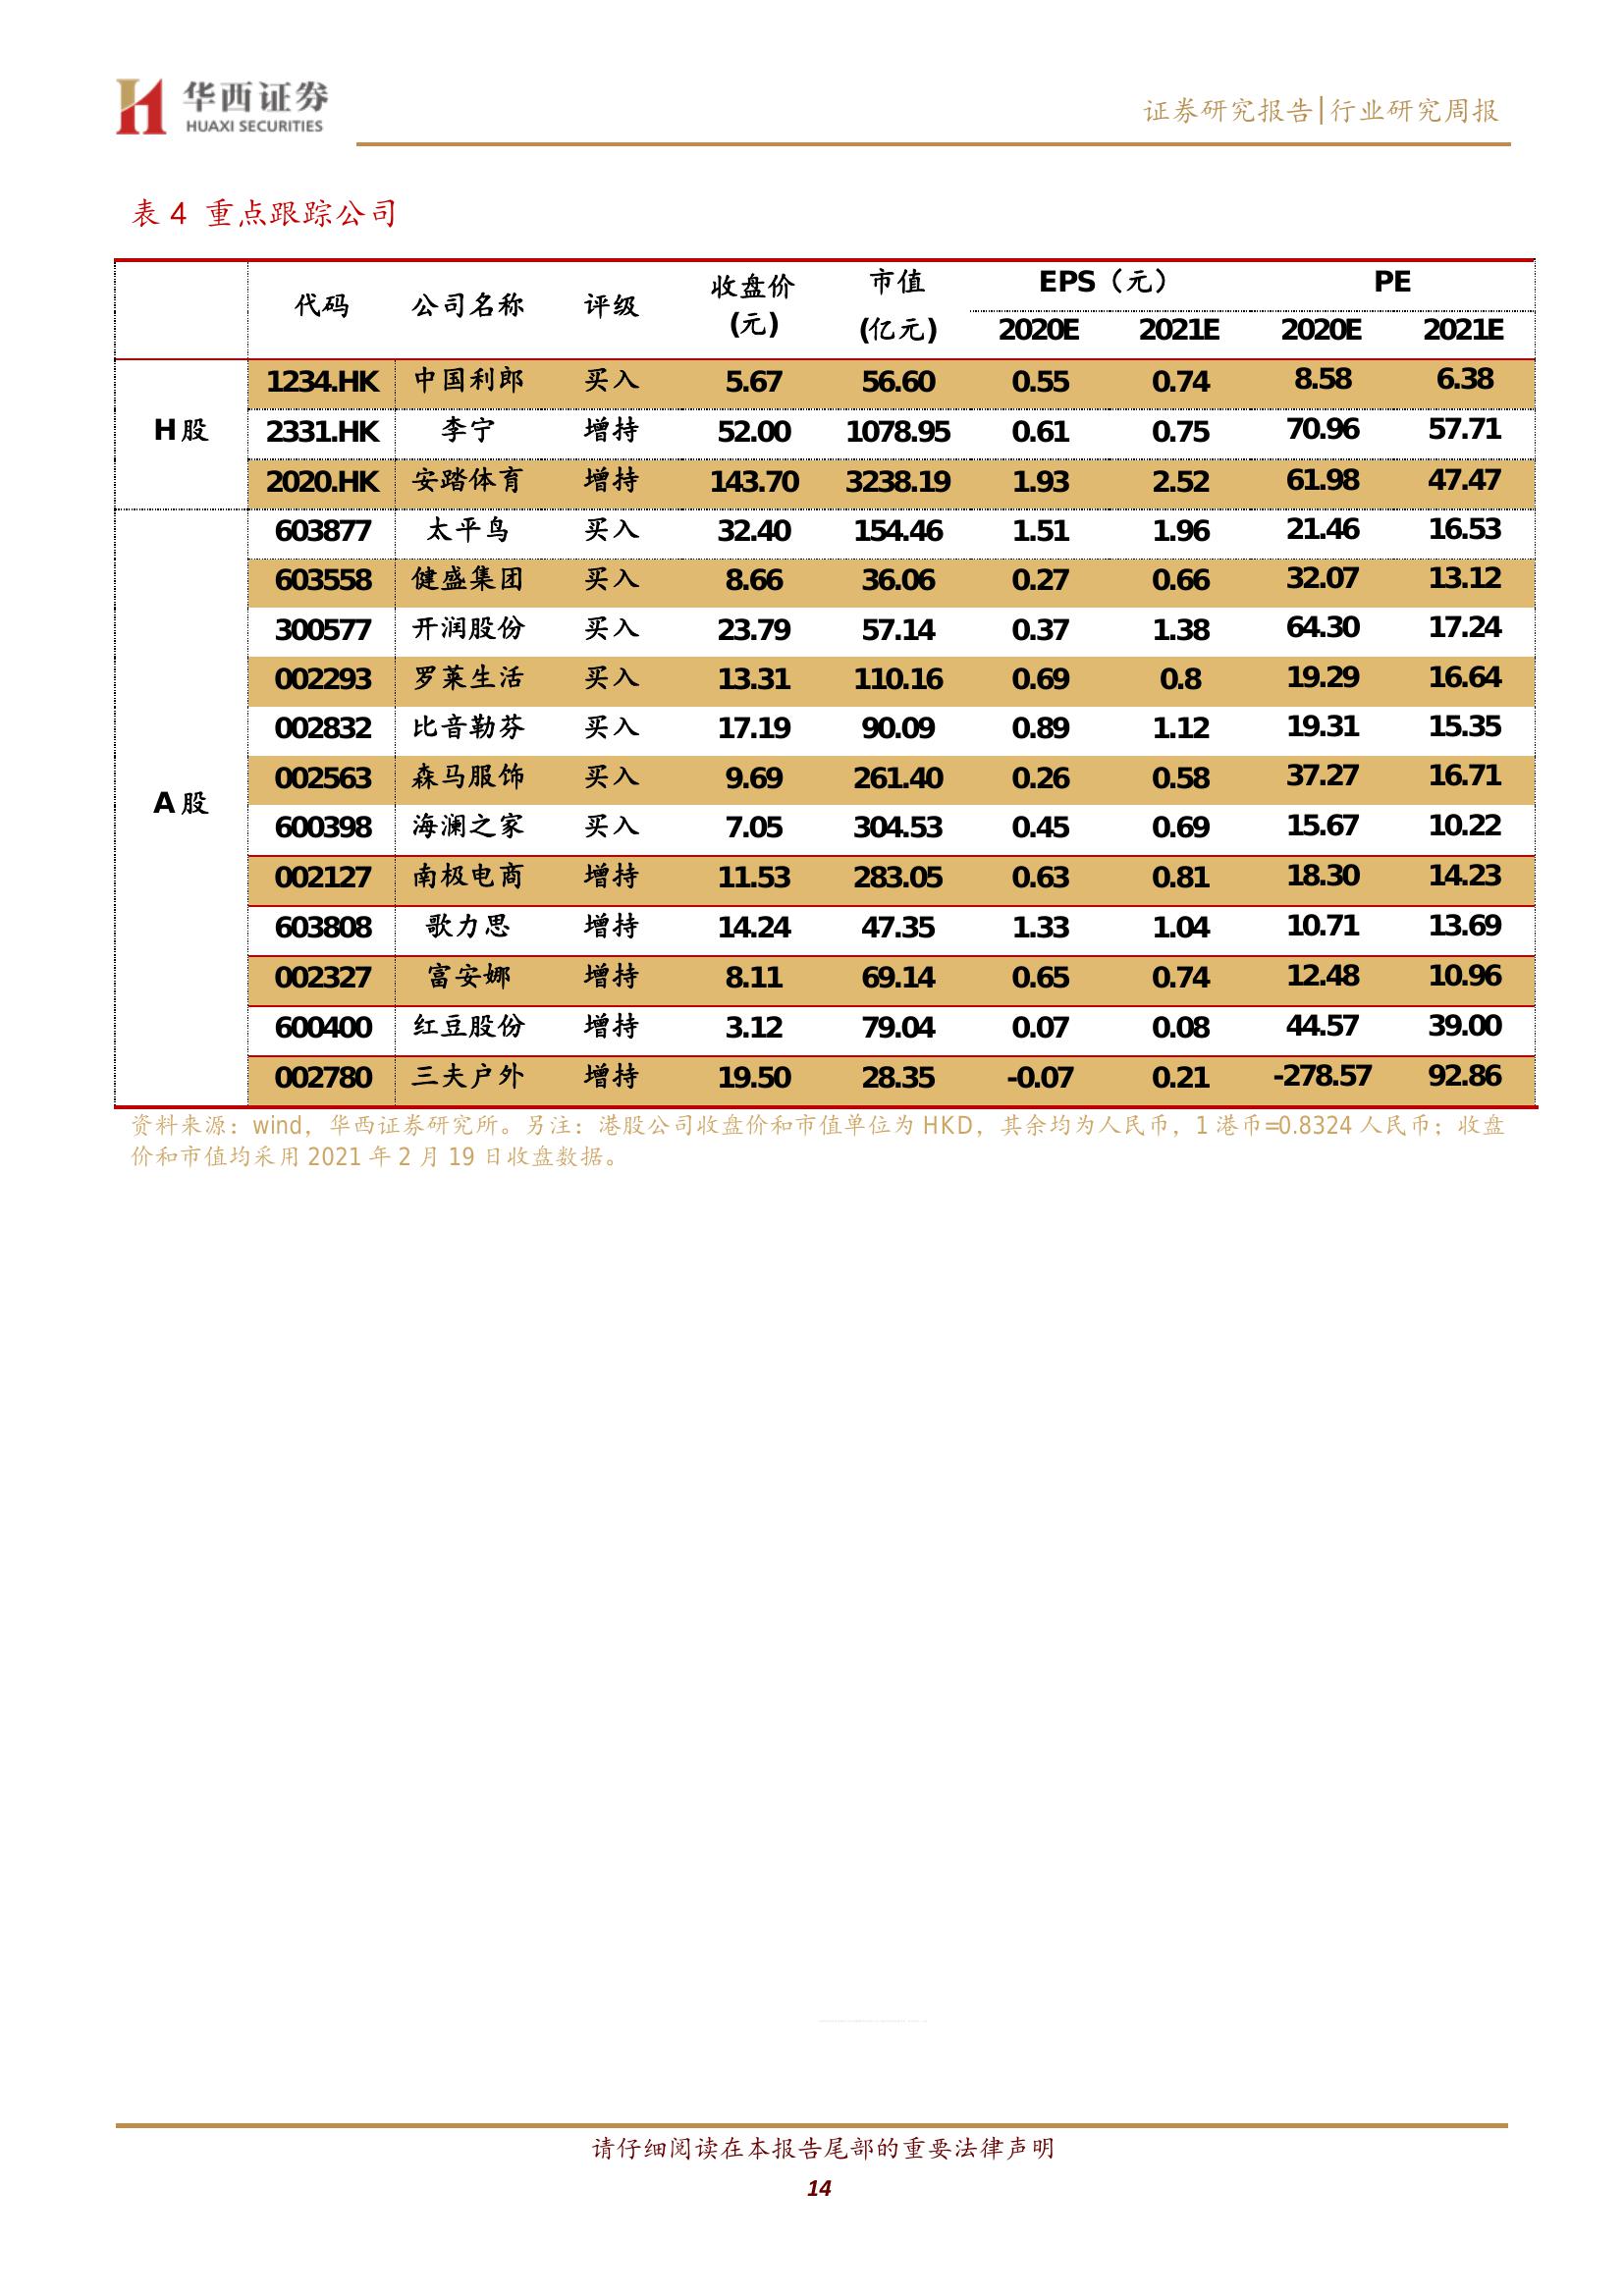 华西证券
HUAXI SECURITIES
证券研究报告|行业研究周报
表 4 重点跟踪公司
代码 公司名称 评级 收盘价(元) 市值(亿元) EPS（元） PE
2020E 2021E 2020E 2021E
H 股
1234.HK 中国利郎 买入 5.67 56.60 0.55 0.74 8.58 6.38
2331.HK 李宁 增持 52.00 1078.95 0.61 0.75 70.96 57.71
2020.HK 安踏体育 增持 143.70 3238.19 1.93 2.52 61.98 47.47
A 股
603877 太平鸟 买入 32.40 154.46 1.51 1.96 21.46 16.53
603558 健盛集团 买入 8.66 36.06 0.27 0.66 32.07 13.12
300577 开润股份 买入 23.79 57.14 0.37 1.38 64.30 17.24
002293 罗莱生活 买入 13.31 110.16 0.69 0.8 19.29 16.64
002832 比音勒芬 买入 17.19 90.09 0.89 1.12 19.31 15.35
002563 森马服饰 买入 9.69 261.40 0.26 0.58 37.27 16.71
600398 海澜之家 买入 7.05 304.53 0.45 0.69 15.67 10.22
002127 南极电商 增持 11.53 283.05 0.63 0.81 18.30 14.23
603808 歌力思 增持 14.24 47.35 1.33 1.04 10.71 13.69
002327 富安娜 增持 8.11 69.14 0.65 0.74 12.48 10.96
600400 红豆股份 增持 3.12 79.04 0.07 0.08 44.57 39.00
002780 三夫户外 增持 19.50 28.35 -0.07 0.21 -278.57 92.86
资料来源：wind，华西证券研究所。另注：港股公司收盘价和市值单位为 HKD，其余均为人民币，1 港币=0.8324 人民币；收盘
价和市值均采用 2021 年 2 月 19 日收盘数据。
请仔细阅读在本报告尾部的重要法律声明
14